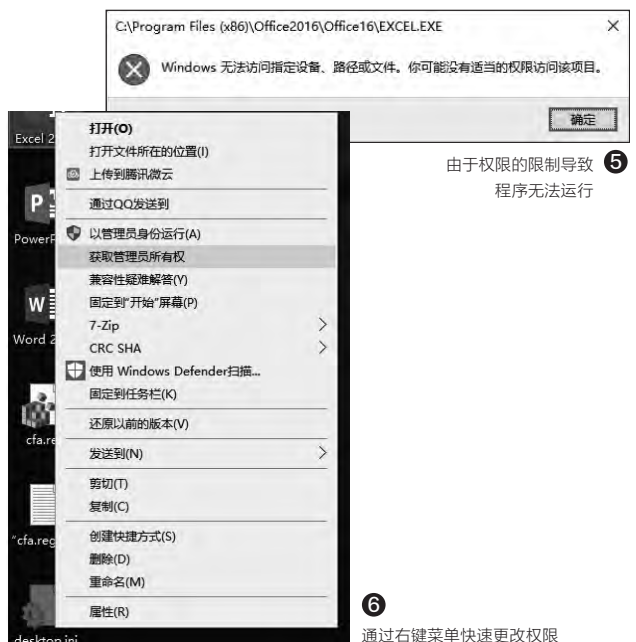 C:\Program Files (x86)\Office2016\Office16\EXCEL.EXE
Windows 无法访问指定设备、路径或文件。你可能没有适当的权限访问该项目。
确定
由于权限的限制导致 ❺
程序无法运行
Excel 2
PowerP
Word 2
cfa.re
"cfa.reg
desktop.ini
打开(O)
打开文件所在的位置(I)
上传到腾讯微云
通过QQ发送到
以管理员身份运行(A)
获取管理员所有权
兼容性疑难解答(Y)
固定到"开始"屏幕(P)
7-Zip
CRC SHA
使用 Windows Defender扫描...
固定到任务栏(K)
还原以前的版本(V)
发送到(N)
剪切(T)
复制(C)
创建快捷方式(S)
删除(D)
重命名(M)
属性(R)
❻
通过右键菜单快速更改权限